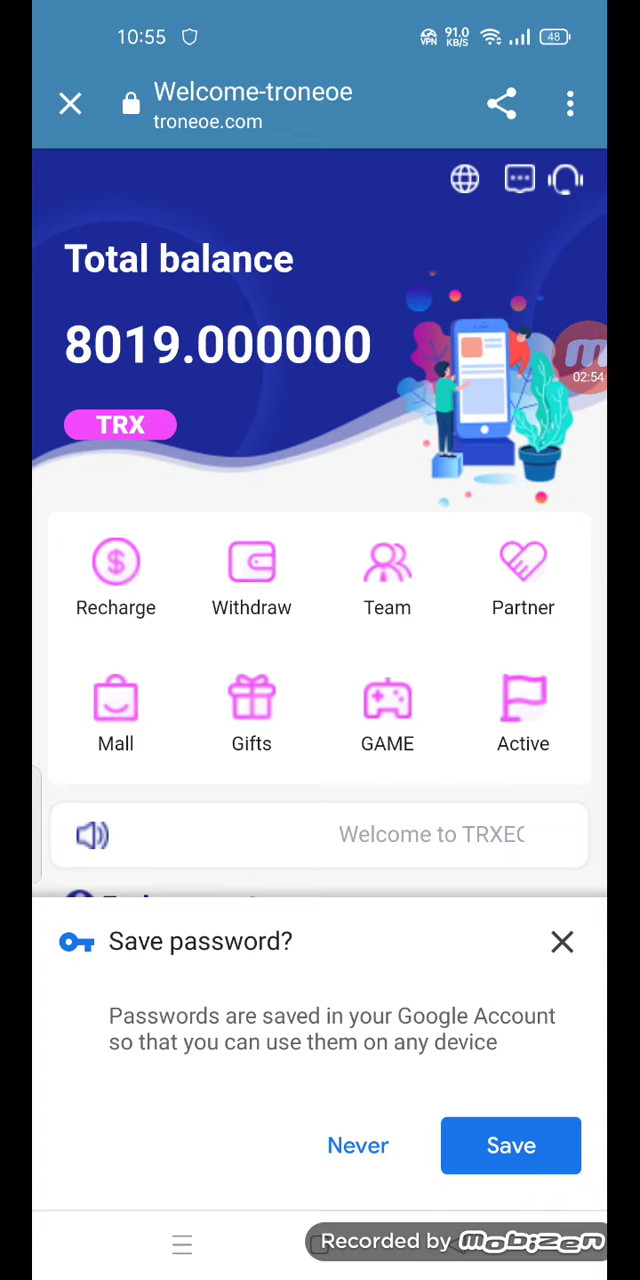 10:55
VPN
91.0
KB/S
48
Welcome-troneoe
troneoe.com
Total balance
8019.000000
02:54
TRX
Recharge
Withdraw
Team
Partner
Mall
Gifts
GAME
Active
Welcome to TRXEC
Save password?
Passwords are saved in your Google Account
so that you can use them on any device
Never
Save
Recorded by mobizen